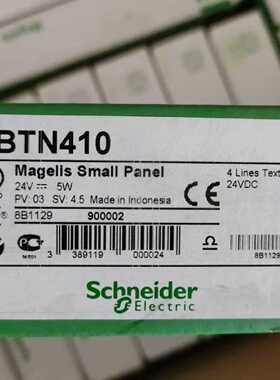 BTN410
Magelis Small Panel
24V 5W
PV: 03 SV: 4.5 Made in Indonesia
8B1129 900002
4 Lines Text
24VDC
CE
3 389119 000024
8B1129
Schneider
Electric